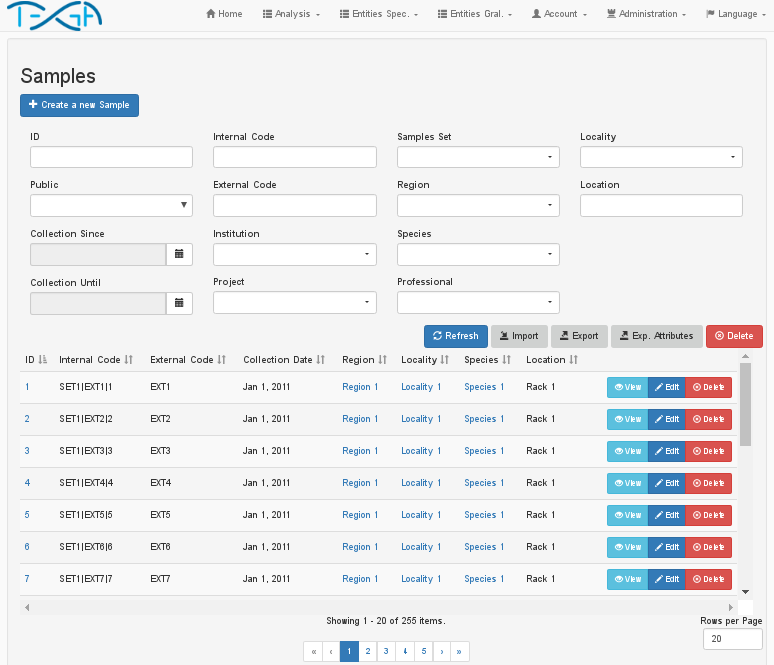 Home Analysis Entities Spec. Entities Gral. Account Administration Language
Samples
Create a new Sample
ID Internal Code Samples Set Locality
Public External Code Region Location
Collection Since Institution Species
Collection Until Project Professional
Refresh Import Export Exp. Attributes Delete
ID Internal Code External Code Collection Date Region Locality Species Location
1 SET1|EXT1|1 EXT1 Jan 1, 2011 Region 1 Locality 1 Species 1 Rack 1 View Edit Delete
2 SET1|EXT2|2 EXT2 Jan 1, 2011 Region 1 Locality 1 Species 1 Rack 1 View Edit Delete
3 SET1|EXT3|3 EXT3 Jan 1, 2011 Region 1 Locality 1 Species 1 Rack 1 View Edit Delete
4 SET1|EXT4|4 EXT4 Jan 1, 2011 Region 1 Locality 1 Species 1 Rack 1 View Edit Delete
5 SET1|EXT5|5 EXT5 Jan 1, 2011 Region 1 Locality 1 Species 1 Rack 1 View Edit Delete
6 SET1|EXT6|6 EXT6 Jan 1, 2011 Region 1 Locality 1 Species 1 Rack 1 View Edit Delete
7 SET1|EXT7|7 EXT7 Jan 1, 2011 Region 1 Locality 1 Species 1 Rack 1 View Edit Delete
Showing 1 - 20 of 255 items. Rows per Page
20
« ‹ 1 2 3 4 5 › »